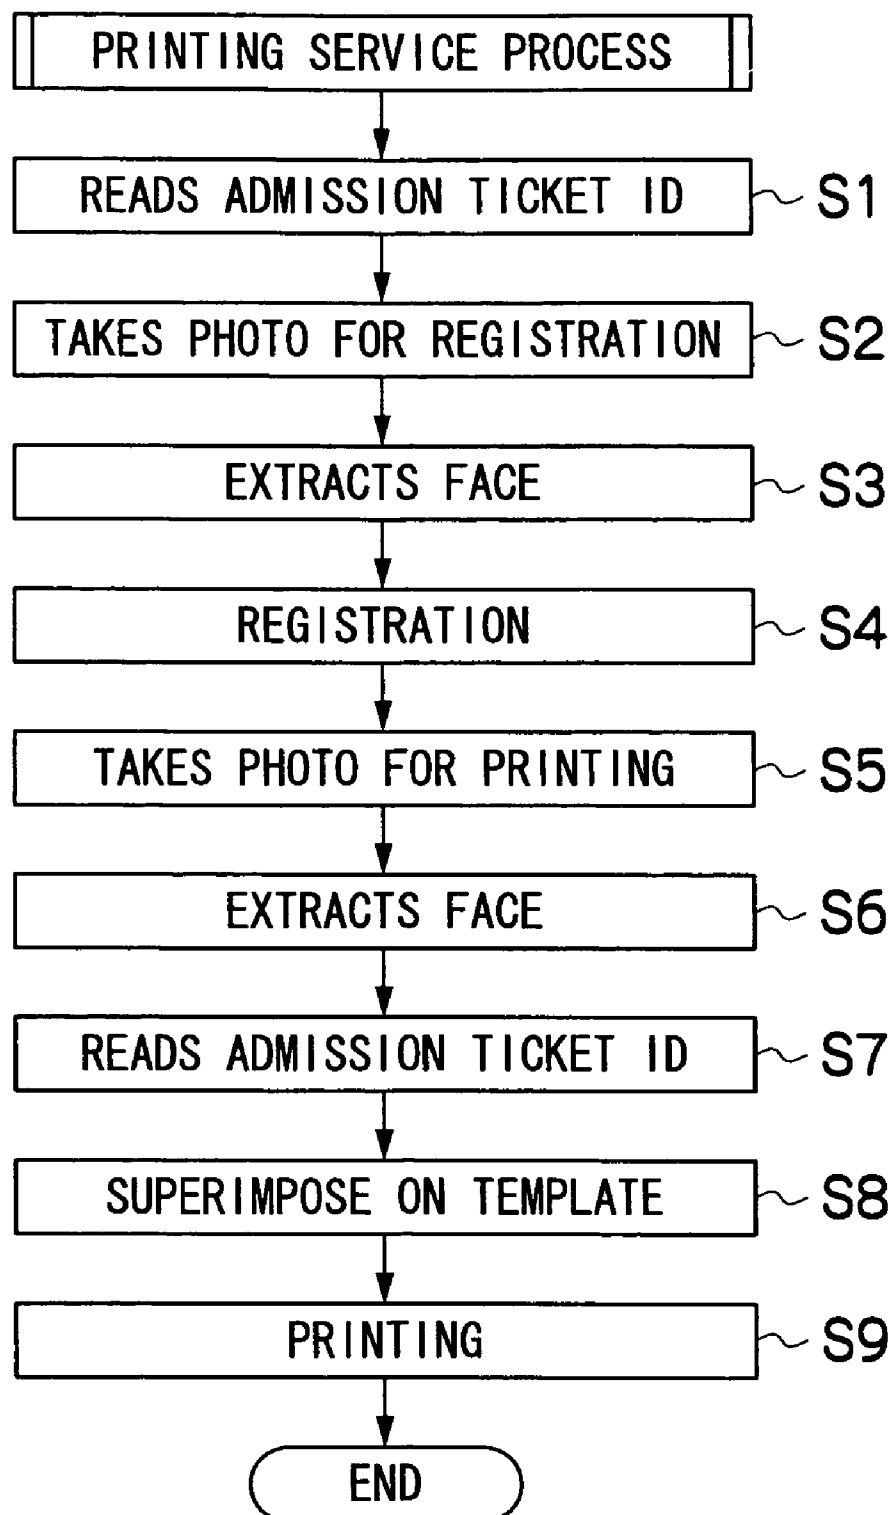 PRINTING SERVICE PROCESS
READS ADMISSION TICKET ID S1
TAKES PHOTO FOR REGISTRATION S2
EXTRACTS FACE S3
REGISTRATION S4
TAKES PHOTO FOR PRINTING S5
EXTRACTS FACE S6
READS ADMISSION TICKET ID S7
SUPERIMPOSE ON TEMPLATE S8
PRINTING S9
END